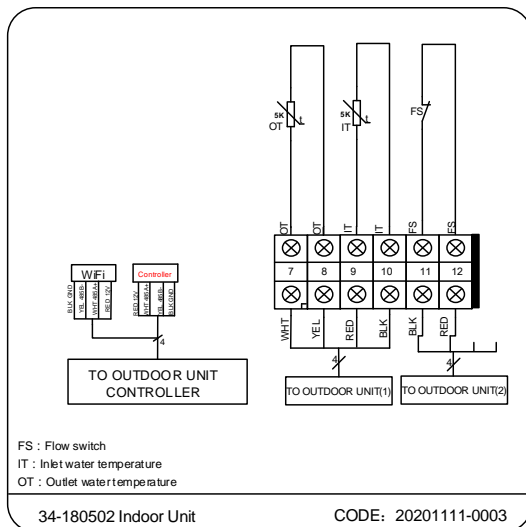 5K
OT
t
5K
IT
t
FS
OT
OT
IT
IT
FS
FS
7
8
9
10
11
12
WHT
YEL
RED
BLK
BLK
RED
WiFi
Controller
BLK GND
YEL 485B-
WHT 485A+
RED 12V
RED 12V
WHT 485A+
YEL 485B-
BLK GND
4
4
4
TO OUTDOOR UNIT
CONTROLLER
TO OUTDOOR UNIT(1)
TO OUTDOOR UNIT(2)
FS : Flow switch
IT : Inlet water temperature
OT : Outlet water temperature
34-180502 Indoor Unit
CODE: 20201111-0003